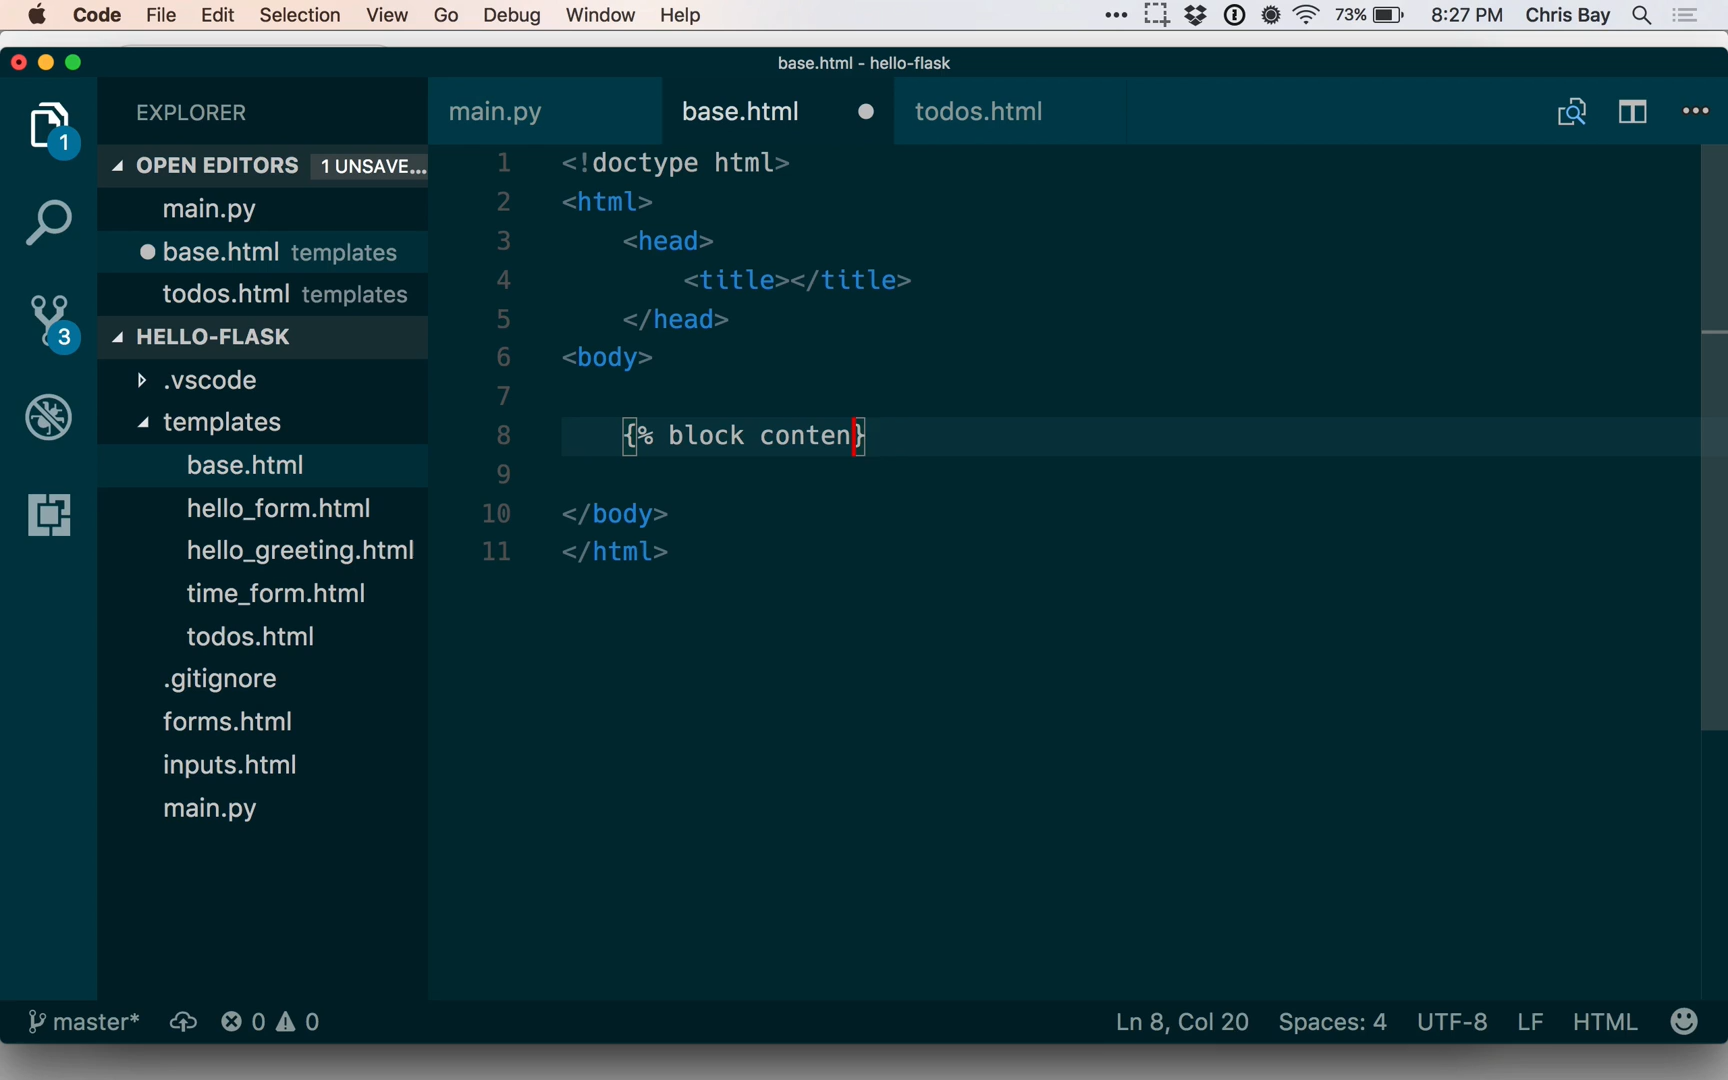 Code File Edit Selection View Go Debug Window Help 73% 8:27 PM Chris Bay
base.html - hello-flask
EXPLORER
main.py base.html todos.html
1
OPEN EDITORS 1 UNSAVE...
main.py
base.html templates
todos.html templates
3
HELLO-FLASK
.vscode
templates
base.html
hello_form.html
hello_greeting.html
time_form.html
todos.html
.gitignore
forms.html
inputs.html
main.py
1 <!doctype html>
2 <html>
3 <head>
4 <title></title>
5 </head>
6 <body>
7
8 {% block conten}
9
10 </body>
11 </html>
master* 0 0 Ln 8, Col 20 Spaces: 4 UTF-8 LF HTML